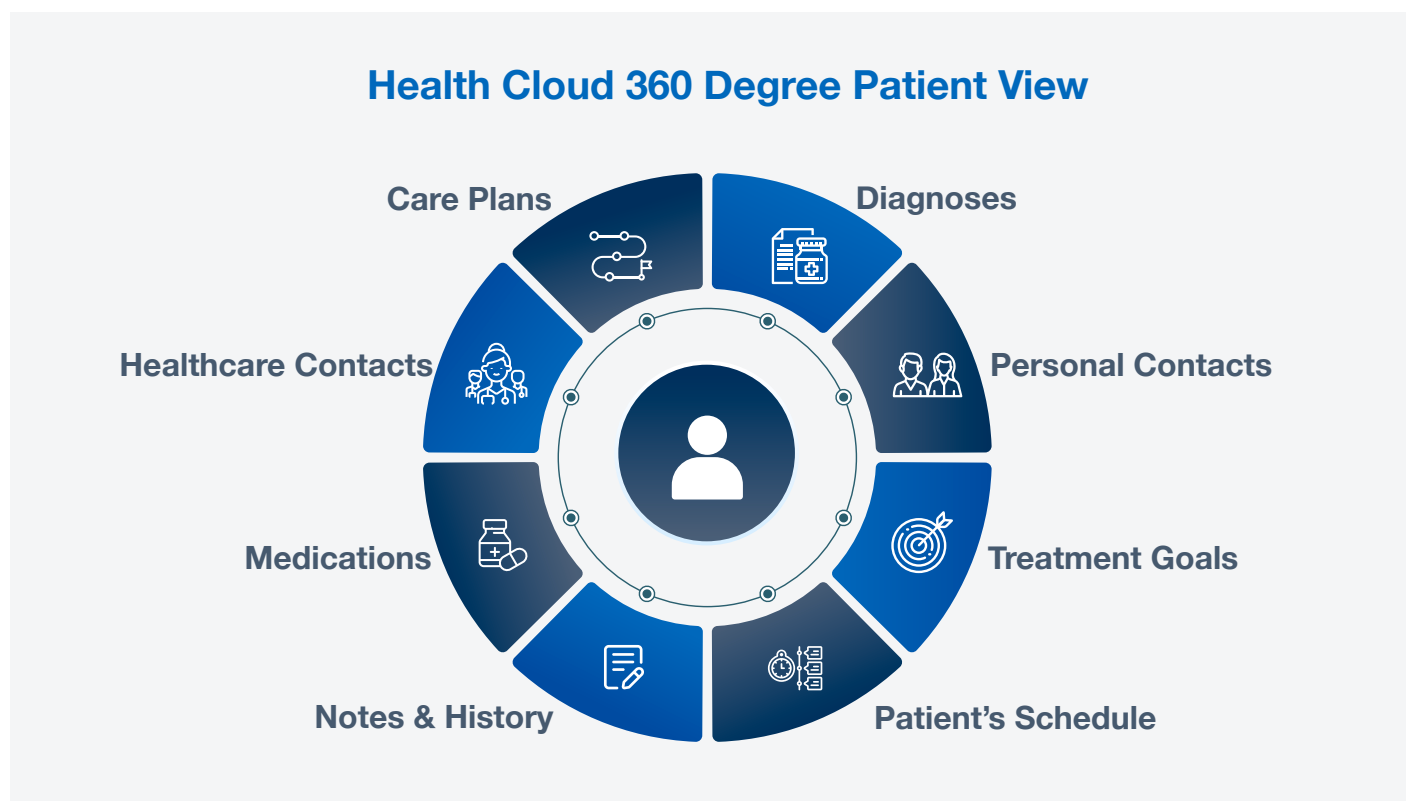 Health Cloud 360 Degree Patient View
Care Plans
Diagnoses
Healthcare Contacts
Personal Contacts
Medications
Treatment Goals
Notes & History
Patient’s Schedule